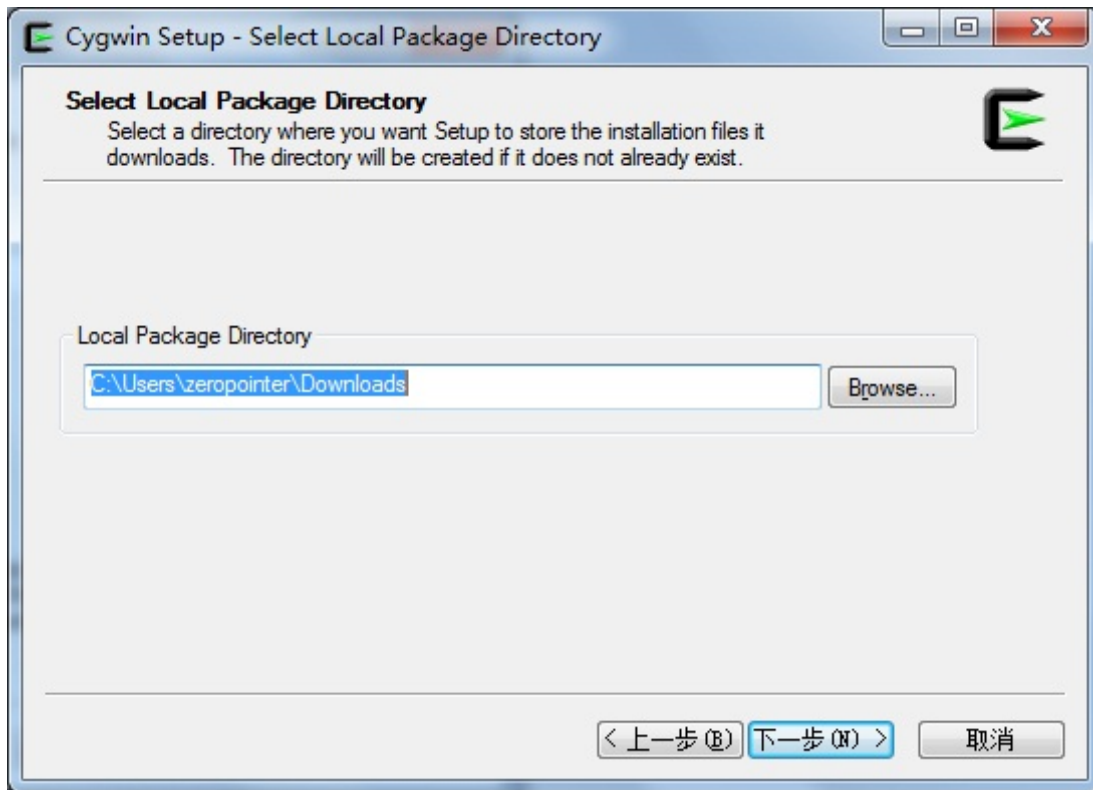 Cygwin Setup - Select Local Package Directory
Select Local Package Directory
Select a directory where you want Setup to store the installation files it
downloads.  The directory will be created if it does not already exist.
Local Package Directory
C:\Users\zeropointer\Downloads
Browse...
< 上一步(B)
下一步(N) >
取消